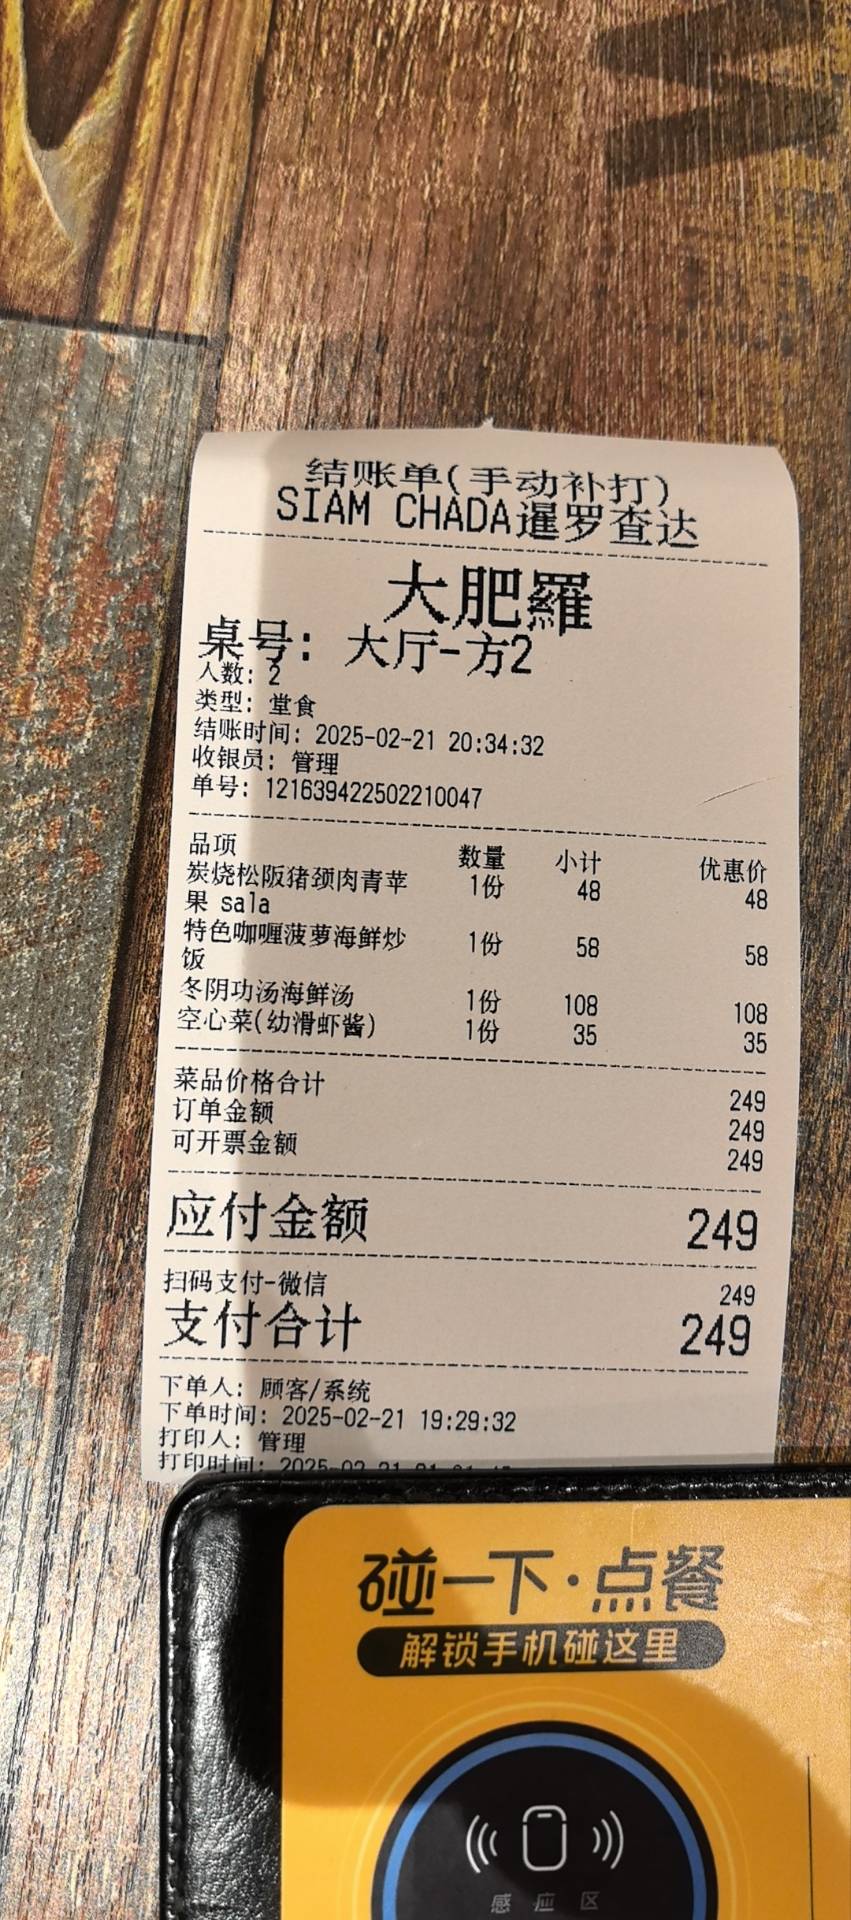 结账单(手动补打)
SIAM CHADA暹罗查达
大肥羅
桌号: 大厅-方2
人数: 2
类型: 堂食
结账时间: 2025-02-21 20:34:32
收银员: 管理
单号: 121639422502210047
品项 数量 小计 优惠价
炭烧松阪猪颈肉青苹 1份 48 48
果 sala
特色咖喱菠萝海鲜炒 1份 58 58
饭
冬阴功汤海鲜汤 1份 108 108
空心菜(幼滑虾酱) 1份 35 35
菜品价格合计 249
订单金额 249
可开票金额 249
应付金额 249
扫码支付-微信 249
支付合计 249
下单人: 顾客/系统
下单时间: 2025-02-21 19:29:32
打印人: 管理
打印时间: 2025-02-21
碰一下·点餐
解锁手机碰这里
感应区